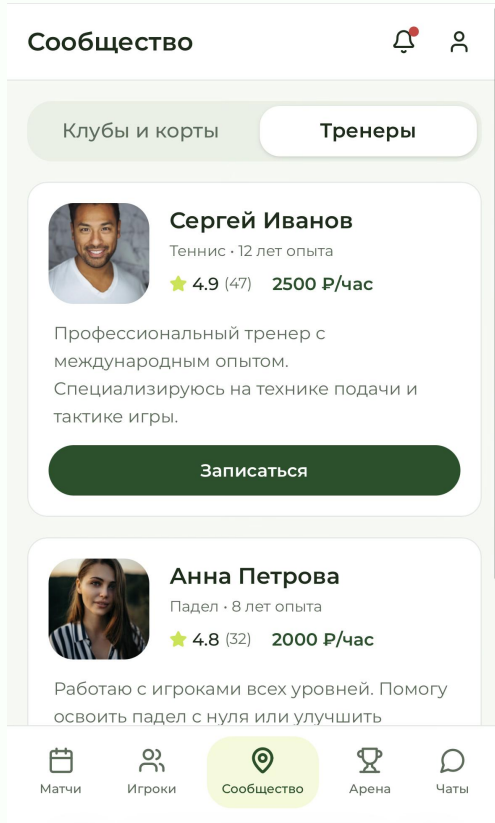 Сообщество
Клубы и корты
Тренеры
Сергей Иванов
Теннис • 12 лет опыта
4.9 (47) 2500 ₽/час
Профессиональный тренер с
международным опытом.
Специализируюсь на технике подачи и
тактике игры.
Записаться
Анна Петрова
Падел • 8 лет опыта
4.8 (32) 2000 ₽/час
Работаю с игроками всех уровней. Помогу
освоить падел с нуля или улучшить
Матчи
Игроки
Сообщество
Арена
Чаты